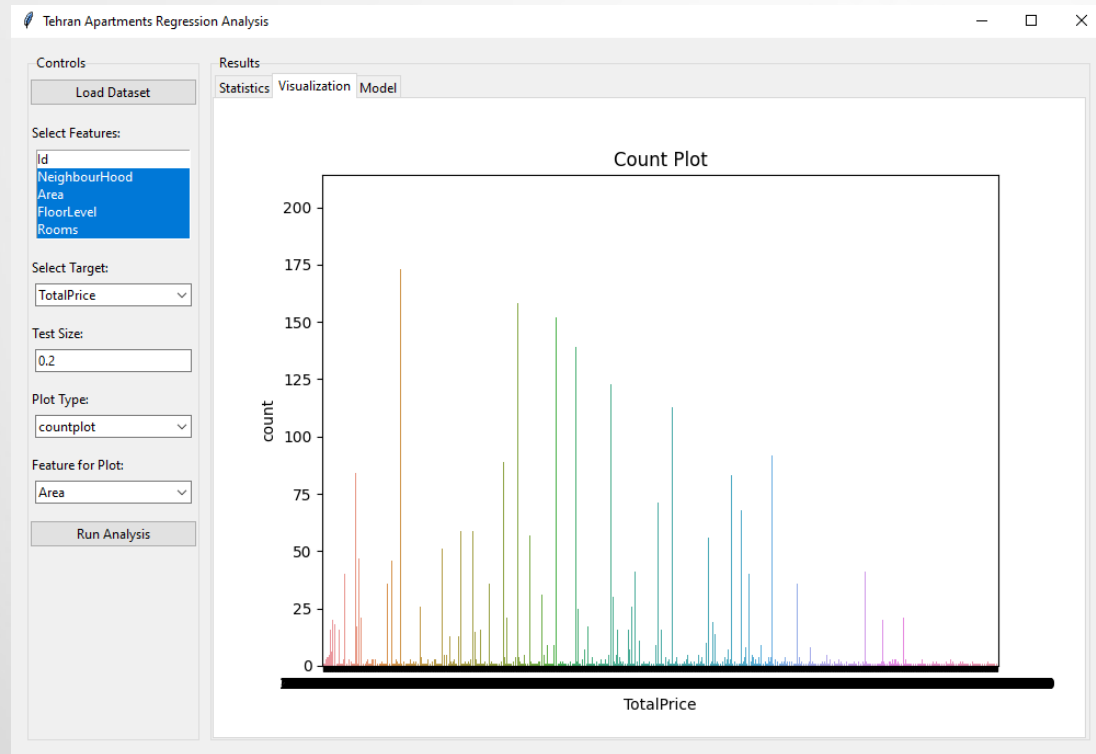 Tehran Apartments Regression Analysis
Controls
Load Dataset
Select Features:
Id
NeighbourHood
Area
FloorLevel
Rooms
Select Target:
TotalPrice
Test Size:
0.2
Plot Type:
countplot
Feature for Plot:
Area
Run Analysis
Results
Statistics Visualization Model
Count Plot
200
175
150
125
100
75
50
25
0
count
TotalPrice